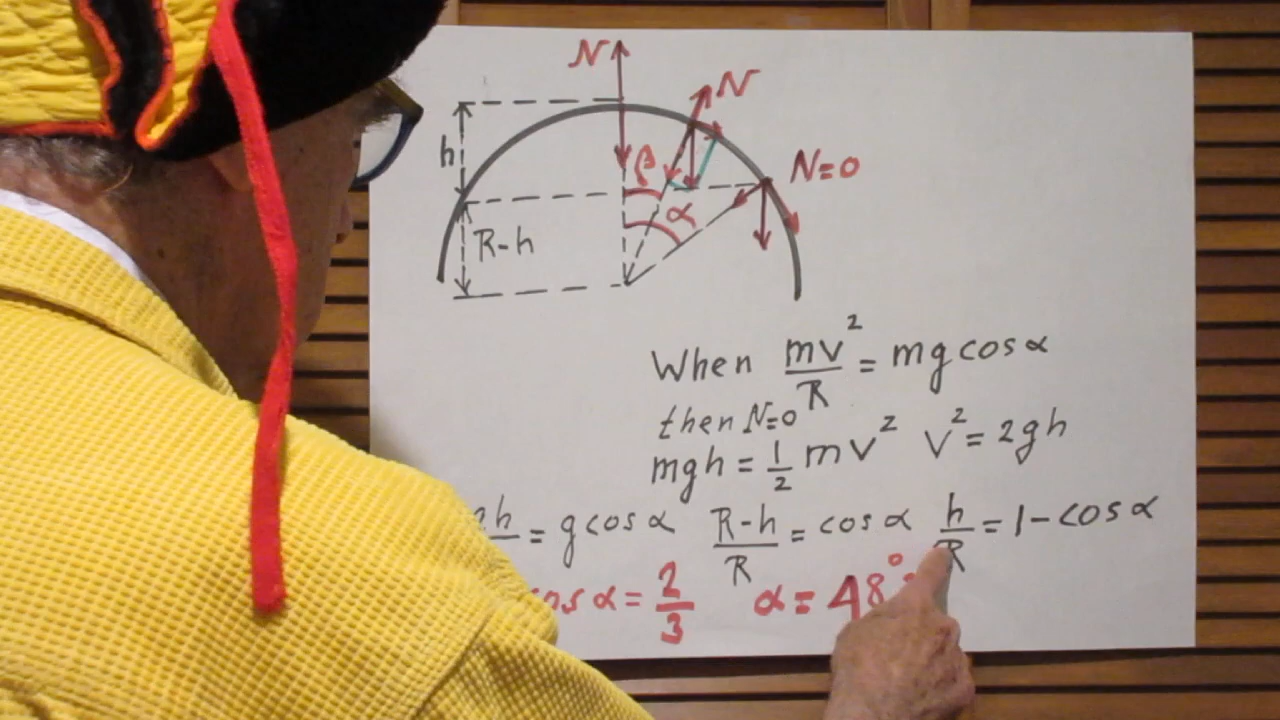 N
N
h
β
N=0
α
R-h
When mv²/R = mg cos α
then N=0
mgh = 1/2 mv² v² = 2gh
h = g cos α R-h/R = cos α h/R = 1 - cos α
cos α = 2/3 α = 48°